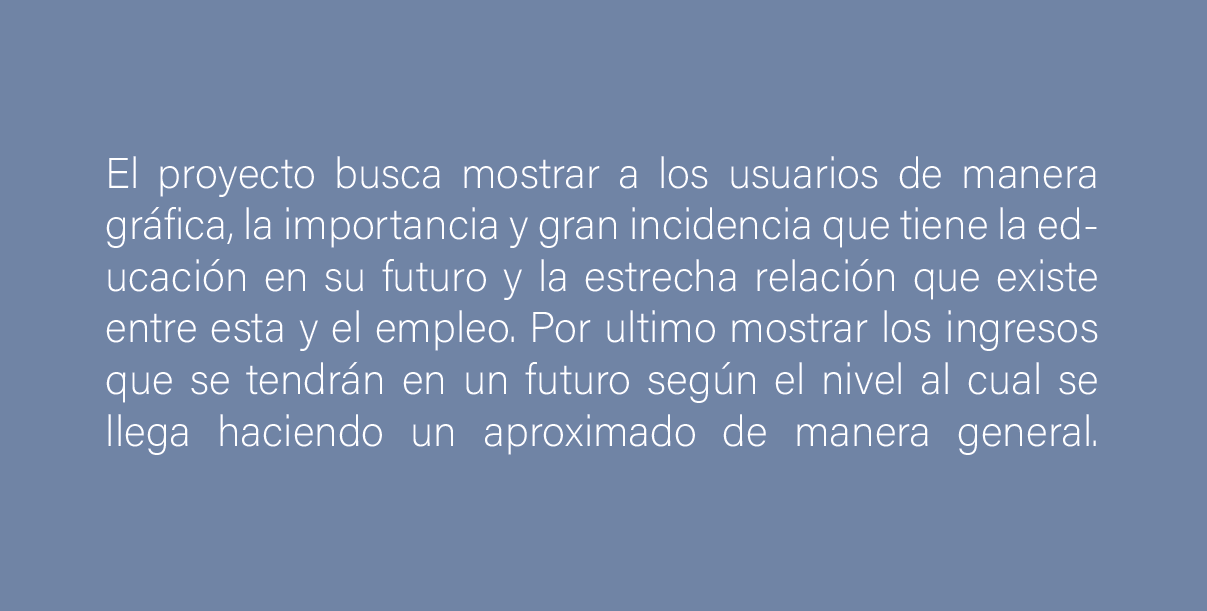 El proyecto busca mostrar a los usuarios de manera
gráfica, la importancia y gran incidencia que tiene la ed-
ucación en su futuro y la estrecha relación que existe
entre esta y el empleo. Por ultimo mostrar los ingresos
que se tendrán en un futuro según el nivel al cual se
llega haciendo un aproximado de manera general.